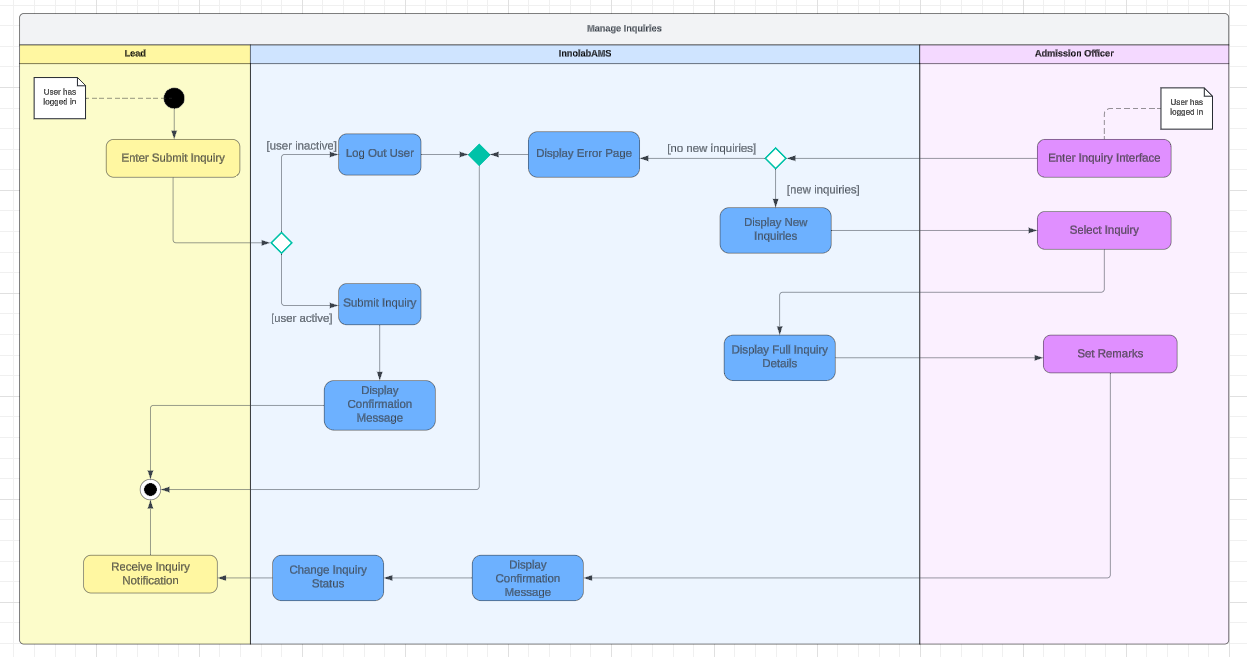 Manage Inquiries
Lead
InnolabAMS
Admission Officer
User has
logged in
User has
logged in
Enter Submit Inquiry
[user inactive]
Log Out User
Display Error Page
[no new inquiries]
Enter Inquiry Interface
[new inquiries]
Display New
Inquiries
Select Inquiry
Submit Inquiry
[user active]
Display Full Inquiry
Details
Set Remarks
Display
Confirmation
Message
Receive Inquiry
Notification
Change Inquiry
Status
Display
Confirmation
Message